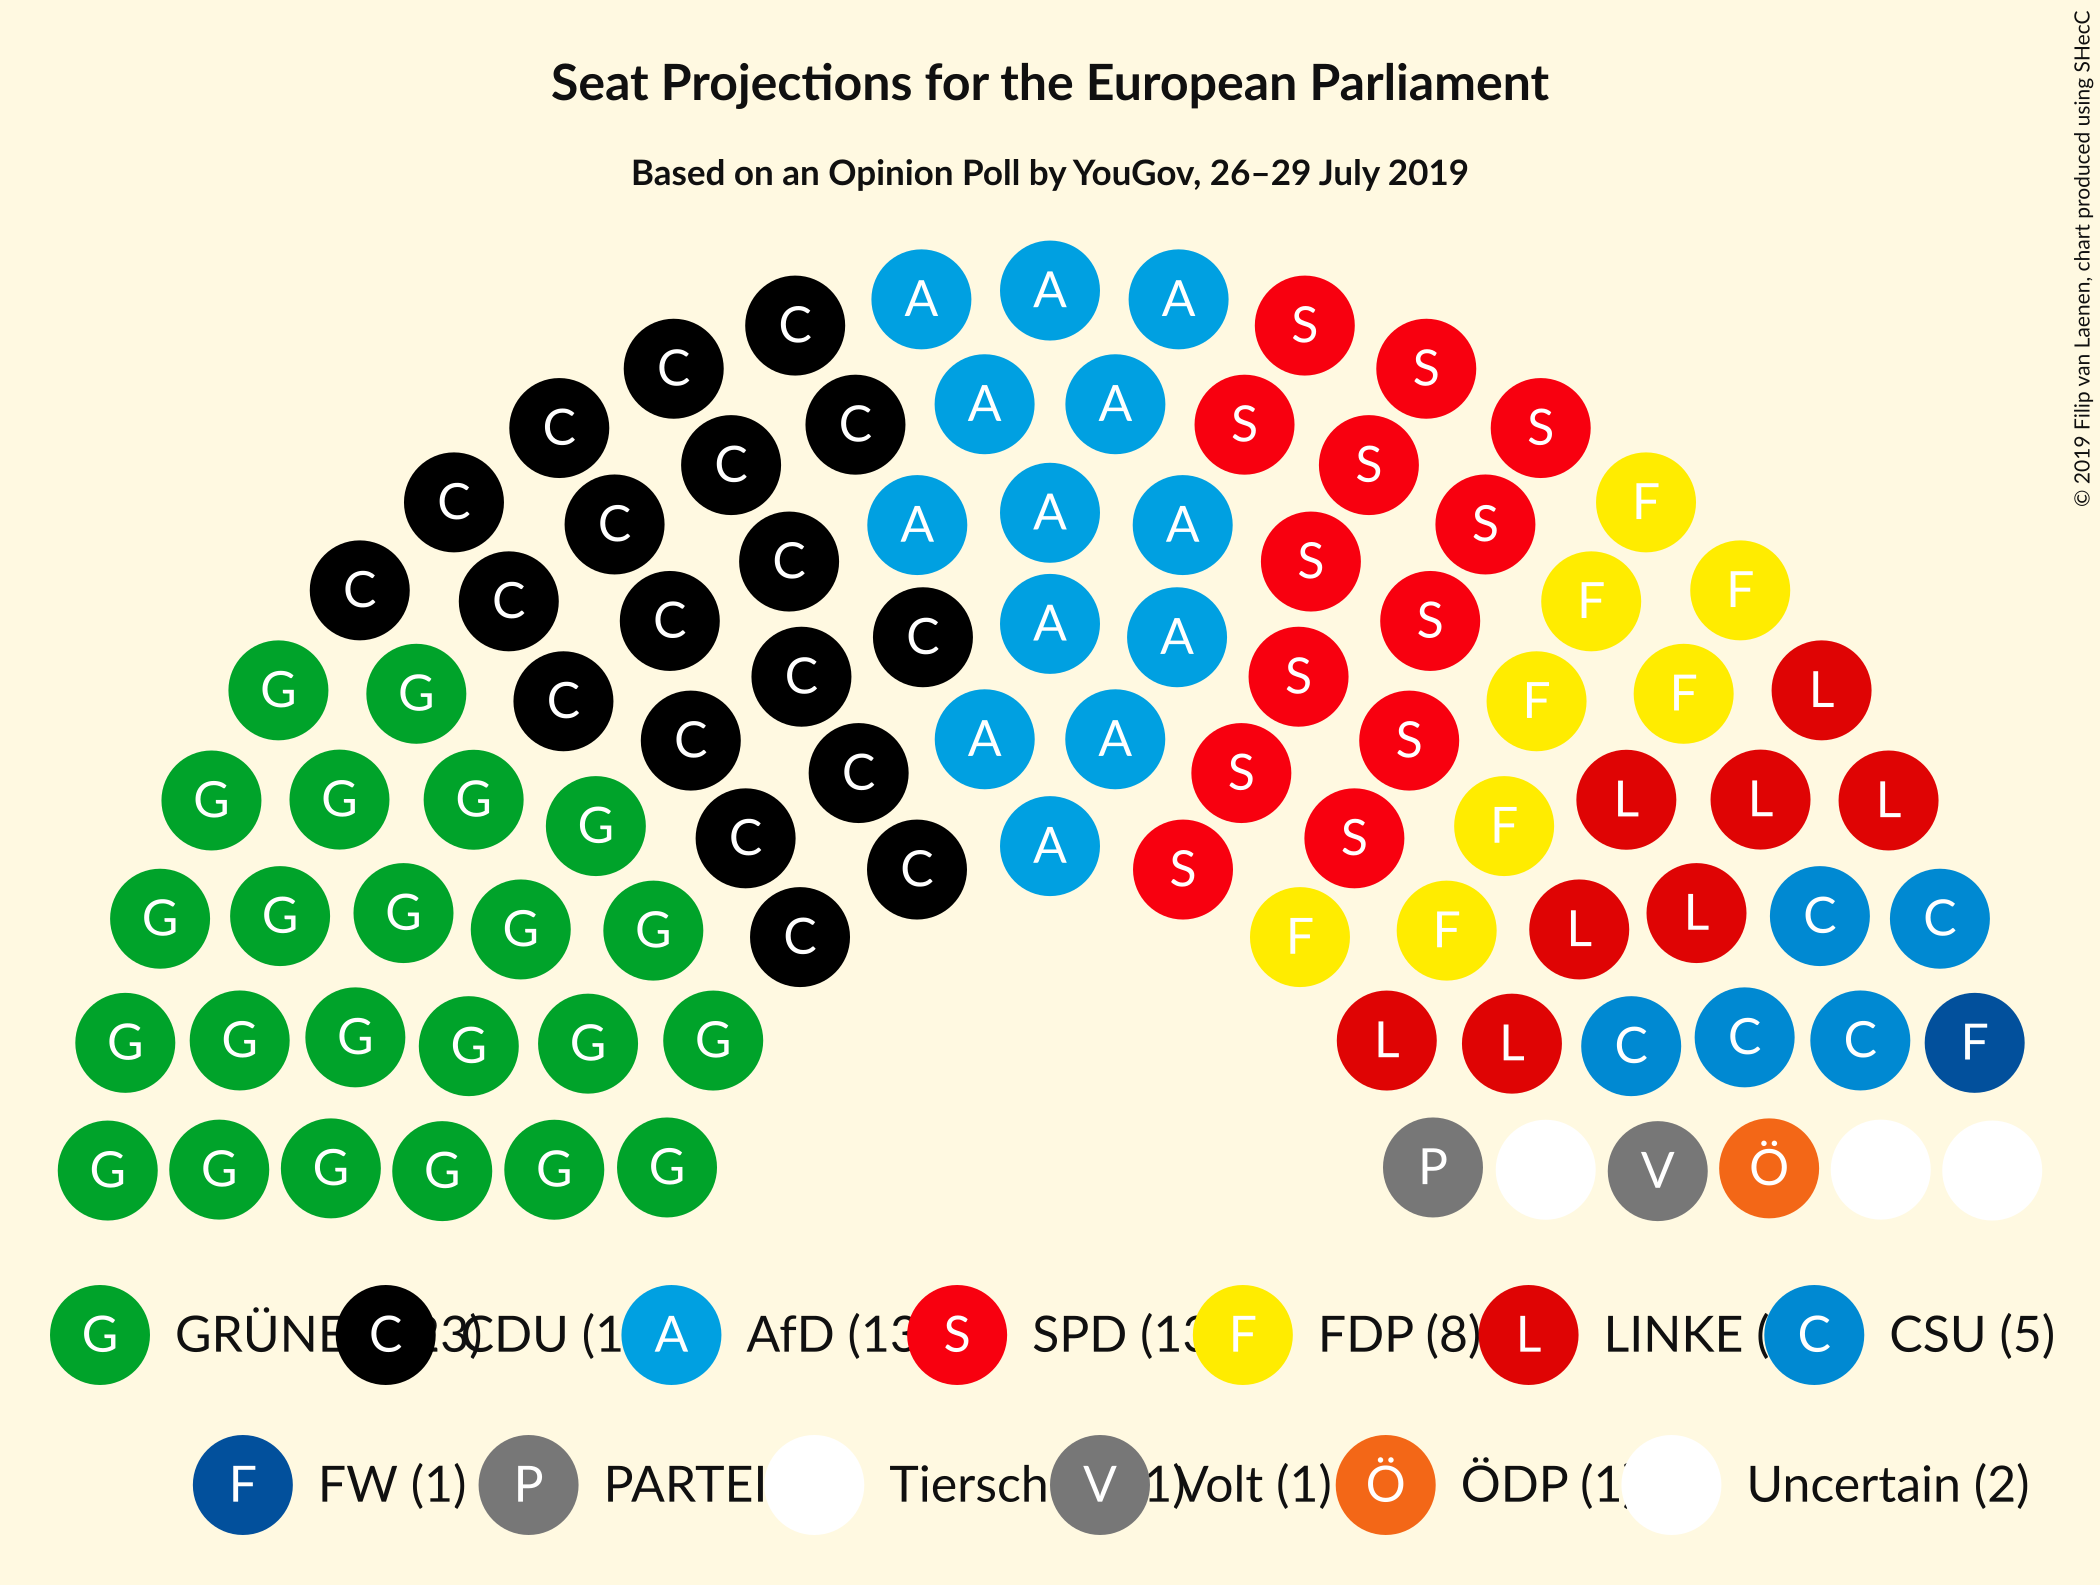 Seat Projections for the European Parliament
Based on an Opinion Poll by YouGov, 26–29 July 2019
© 2019 Filip van Laenen, chart produced using SHecC
A A A
C C S S
C A A S
C C S S
C C S S
C A A A F
C C S S
C C F F
C A A S
C C S
G G C C F F L
C A A S
G G G G C C S F L L L
C A S
G G G G G C F F L L C C
G G G G G G L L C C C F
G G G G G G P V Ö
G GRÜNE 3) C CDU (1 A AfD (13 S SPD (13 F FDP (8) L LINKE ( C CSU (5)
F FW (1) P PARTEI Tiersch V 1) Volt (1) Ö ÖDP (1) Uncertain (2)